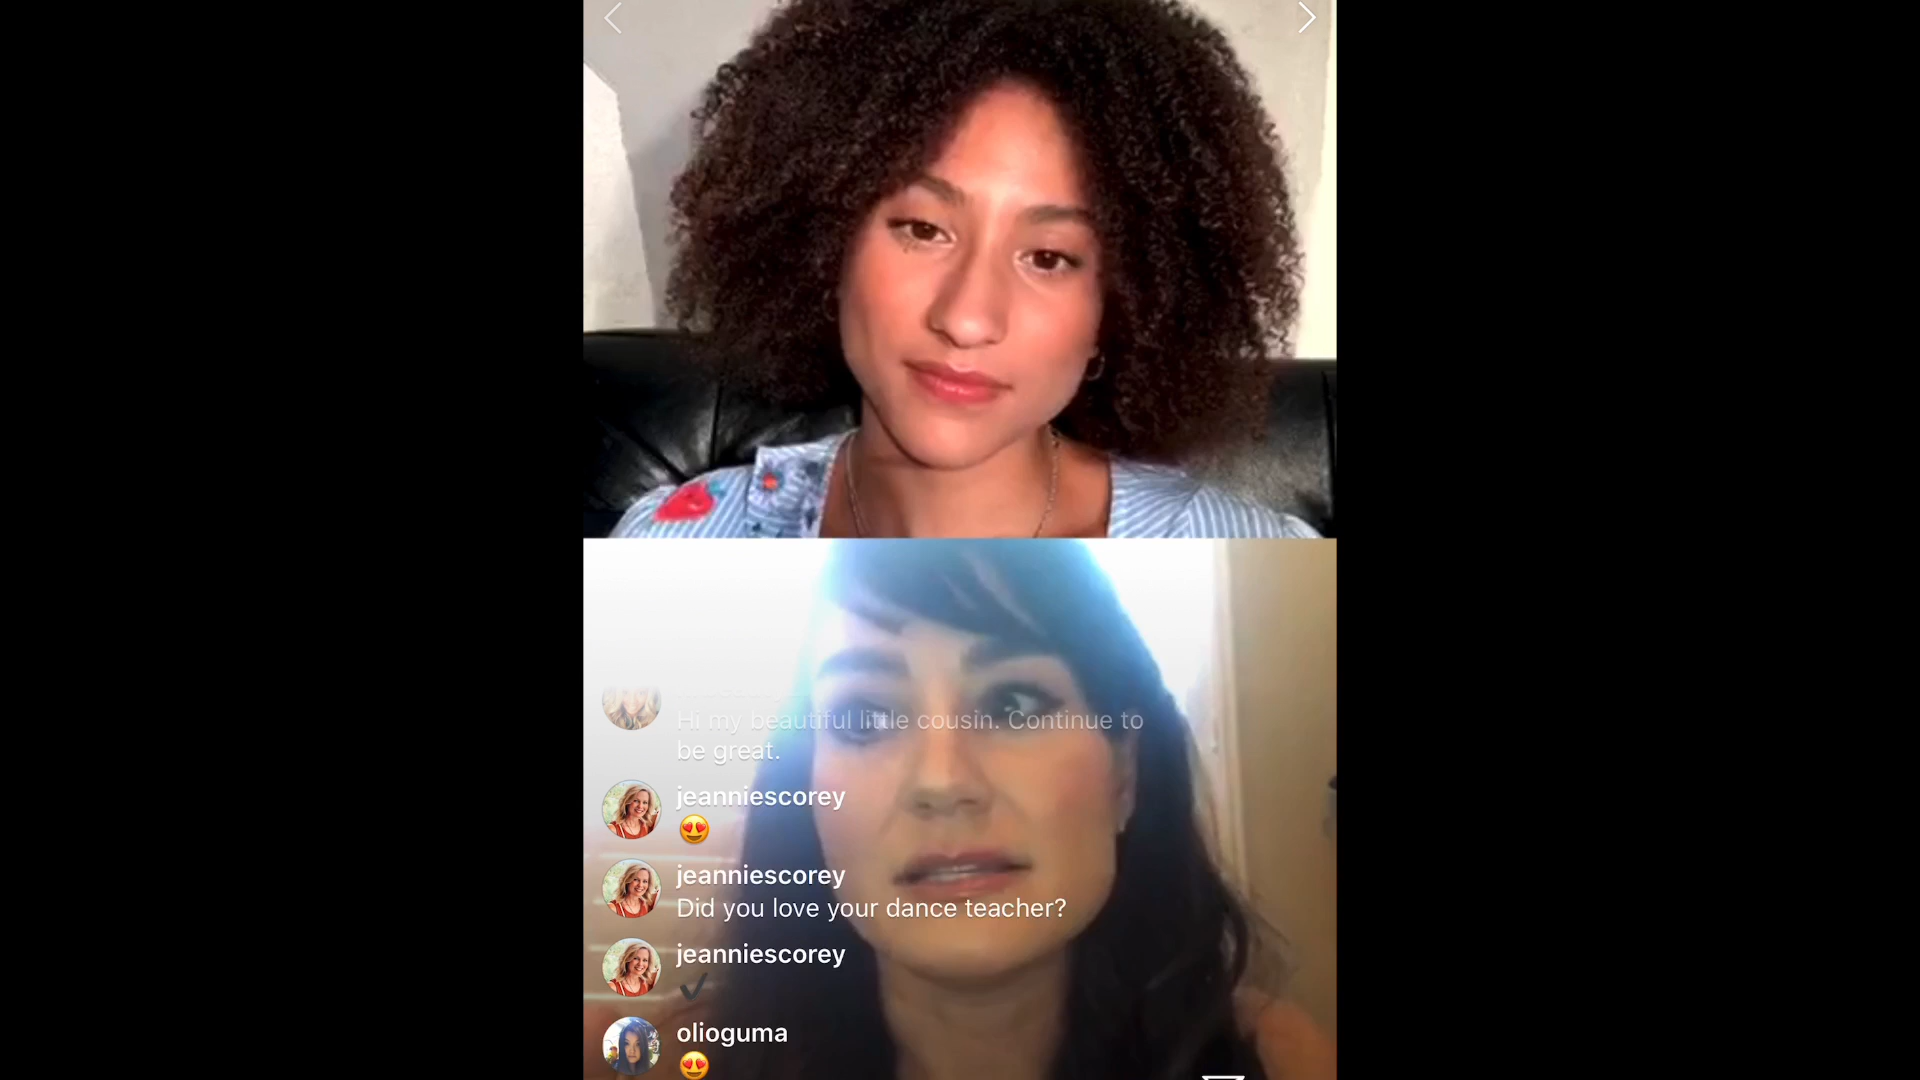 Hi my beautiful little cousin. Continue to
be great.
jeanniescorey
😍
jeanniescorey
Did you love your dance teacher?
jeanniescorey
✔
olioguma
😍